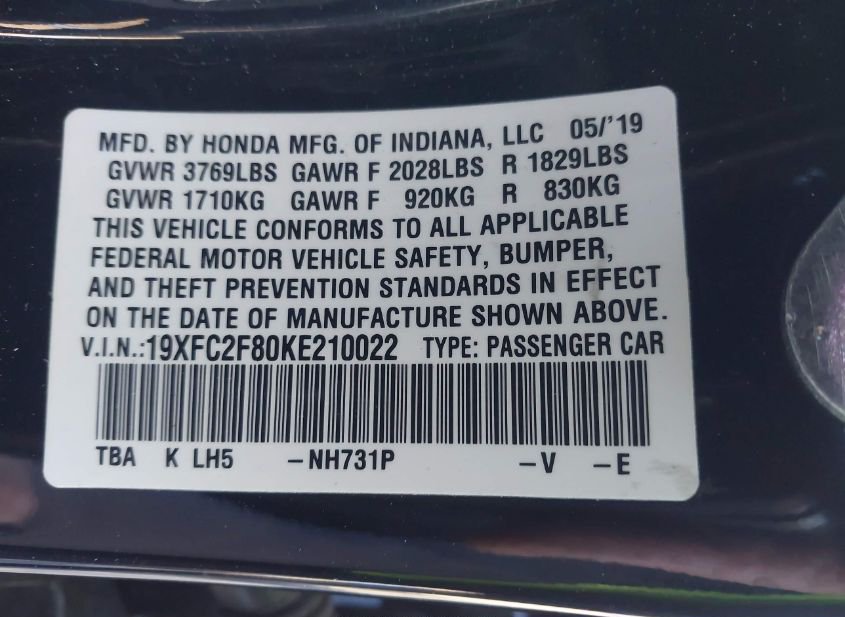 MFD. BY HONDA MFG. OF INDIANA, LLC 05/'19
GVWR 3769LBS GAWR F 2028LBS R 1829LBS
GVWR 1710KG GAWR F 920KG R 830KG
THIS VEHICLE CONFORMS TO ALL APPLICABLE
FEDERAL MOTOR VEHICLE SAFETY, BUMPER,
AND THEFT PREVENTION STANDARDS IN EFFECT
ON THE DATE OF MANUFACTURE SHOWN ABOVE.
V.I.N.:19XFC2F80KE210022 TYPE: PASSENGER CAR
TBA K LH5 -NH731P -V -E